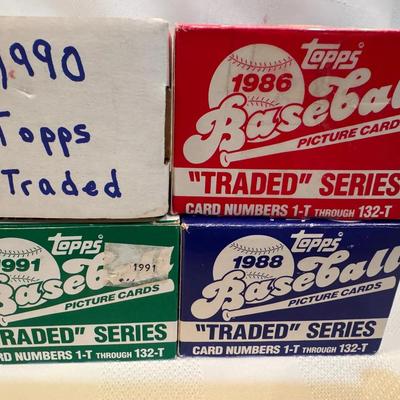 1990
Topps
Traded
Topps
1986
Baseball
PICTURE CARDS
"TRADED" SERIES
CARD NUMBERS 1-T THROUGH 132-T
Topps
1991
1991
Baseball
PICTURE CARDS
"TRADED" SERIES
CARD NUMBERS 1-T THROUGH 132-T
Topps
1988
Baseball
PICTURE CARDS
"TRADED" SERIES
CARD NUMBERS 1-T THROUGH 132-T